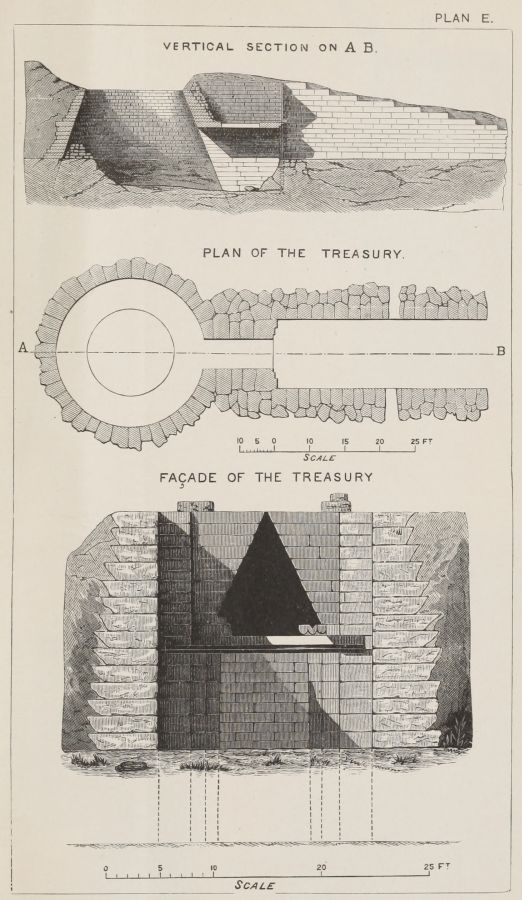 PLAN E.
VERTICAL SECTION ON A B.
PLAN OF THE TREASURY.
A
B
10 5 0 10 15 20 25 FT
SCALE
FAÇADE OF THE TREASURY
0 5 10 20 25 FT
SCALE